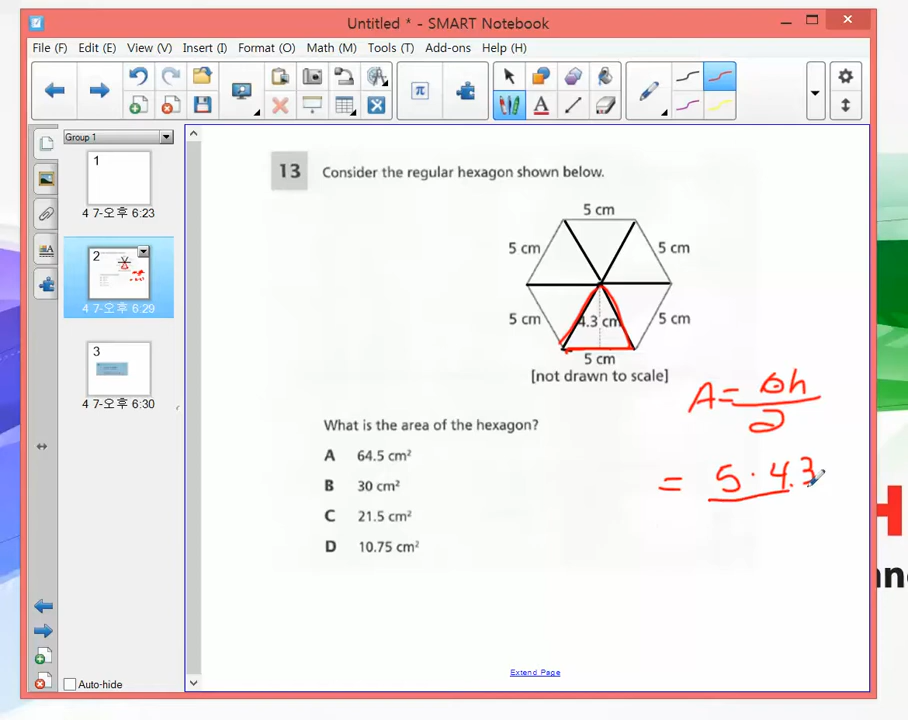 Untitled * - SMART Notebook
File (F) Edit (E) View (V) Insert (I) Format (O) Math (M) Tools (T) Add-ons Help (H)
π
A
Group 1
1
4 7-오후 6:23
2
4 7-오후 6:29
3
4 7-오후 6:30
13 Consider the regular hexagon shown below.
5 cm
5 cm 5 cm
5 cm 4.3 cm 5 cm
5 cm
[not drawn to scale]
A = bh
2
= 5 · 4.3
What is the area of the hexagon?
A 64.5 cm²
B 30 cm²
C 21.5 cm²
D 10.75 cm²
Extend Page
Auto-hide
H
an